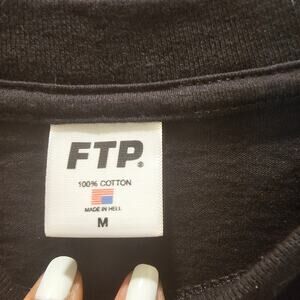 FTP®
100% COTTON
MADE IN HELL
M